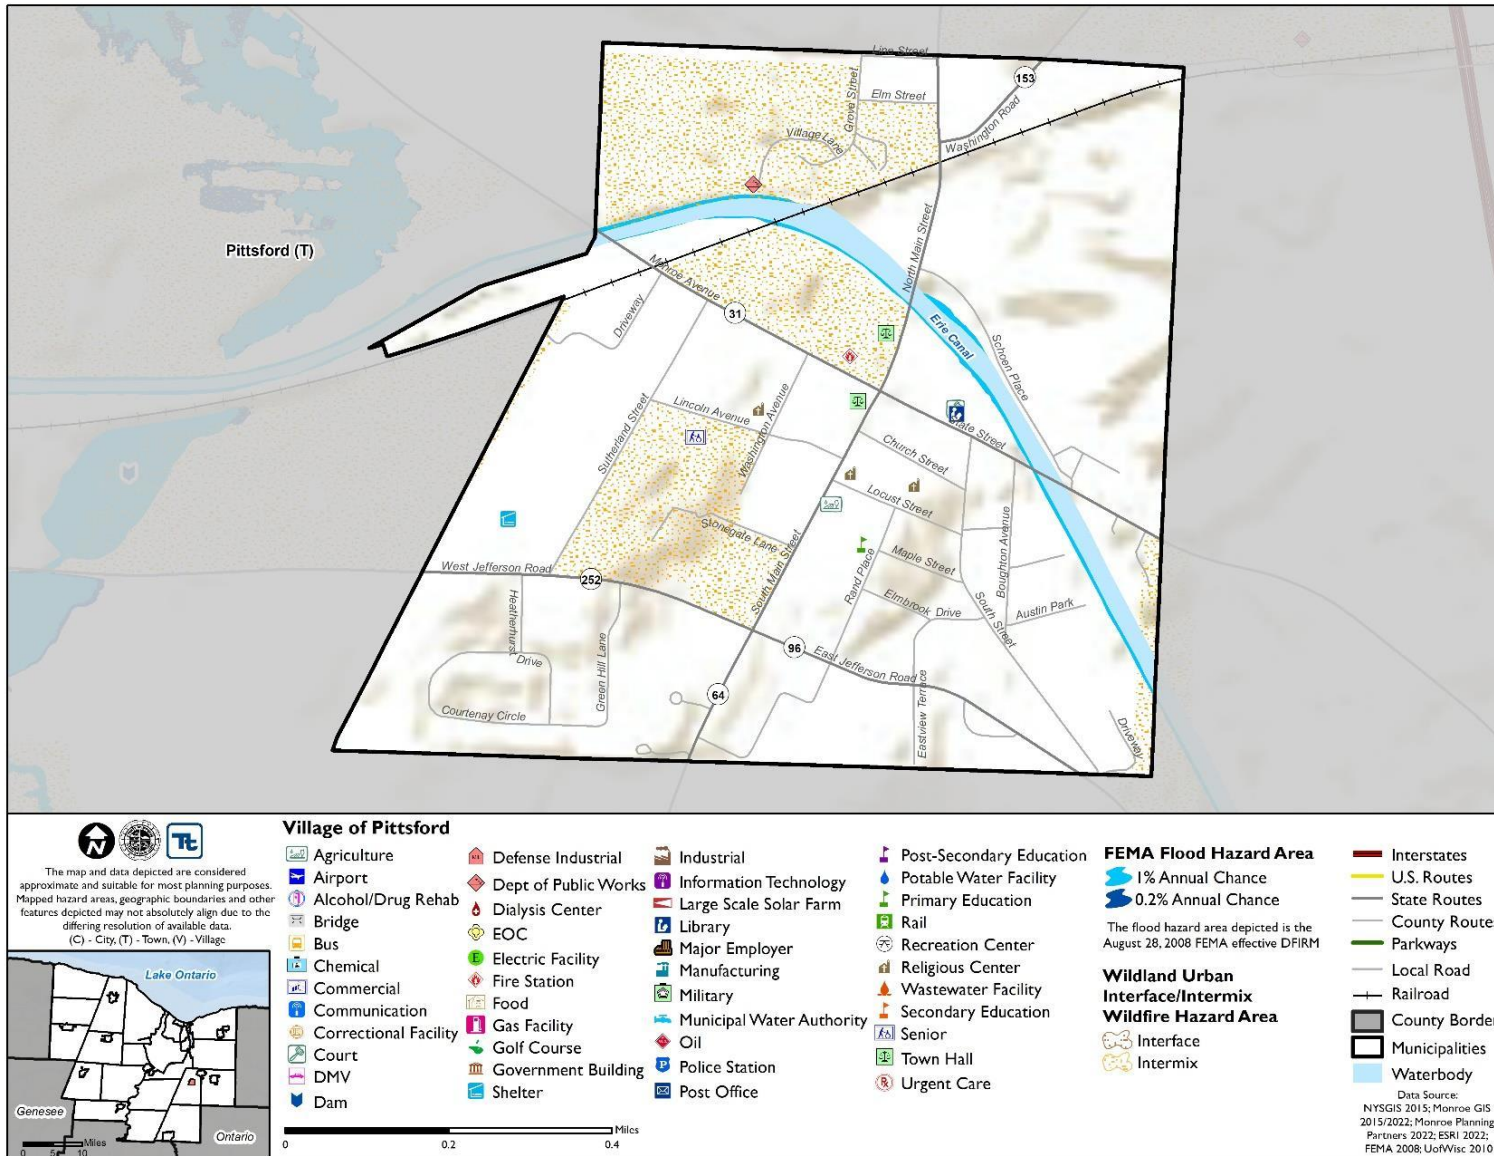 Line Street
153
Elm Street
Grove Street
Washington Road
Village Lane
Pittsford (T)
North Main Street
Monroe Avenue
Driveway
31
Erie Canal
Schoen Place
Lincoln Avenue
Sutherland Street
Washington Avenue
State Street
Church Street
Locust Street
Stonegate Lane
South Main Street
Rand Place
Maple Street
Boughton Avenue
West Jefferson Road
252
Elmbrook Drive
South Street
Austin Park
Heatherhurst
Drive
Green Hill Lane
96
East Jefferson Road
64
Courtenay Circle
Eastview Terrace
Driveway
N
Tt
The map and data depicted are considered
approximate and suitable for most planning purposes.
Mapped hazard areas, geographic boundaries and other
features depicted may not absolutely align due to the
differing resolution of available data.
(C) - City, (T) - Town, (V) - Village
Lake Ontario
Genesee
Ontario
Miles
0 5 10
Village of Pittsford
Agriculture
Airport
Alcohol/Drug Rehab
Bridge
Bus
Chemical
Commercial
Communication
Correctional Facility
Court
DMV
Dam
Defense Industrial
Dept of Public Works
Dialysis Center
EOC
Electric Facility
Fire Station
Food
Gas Facility
Golf Course
Government Building
Shelter
Industrial
Information Technology
Large Scale Solar Farm
Library
Major Employer
Manufacturing
Military
Municipal Water Authority
Oil
Police Station
Post Office
Post-Secondary Education
Potable Water Facility
Primary Education
Rail
Recreation Center
Religious Center
Wastewater Facility
Secondary Education
Senior
Town Hall
Urgent Care
Miles
0 0.2 0.4
FEMA Flood Hazard Area
1% Annual Chance
0.2% Annual Chance
The flood hazard area depicted is the
August 28, 2008 FEMA effective DFIRM
Wildland Urban
Interface/Intermix
Wildfire Hazard Area
Interface
Intermix
Interstates
U.S. Routes
State Routes
County Routes
Parkways
Local Road
Railroad
County Border
Municipalities
Waterbody
Data Source:
NYSGIS 2015; Monroe GIS
2015/2022; Monroe Planning
Partners 2022; ESRI 2022;
FEMA 2008; UofWisc 2010